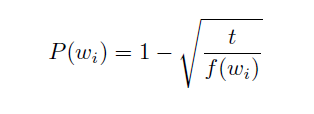 $P(w_i) = 1 - \sqrt{\frac{t}{f(w_i)}}$